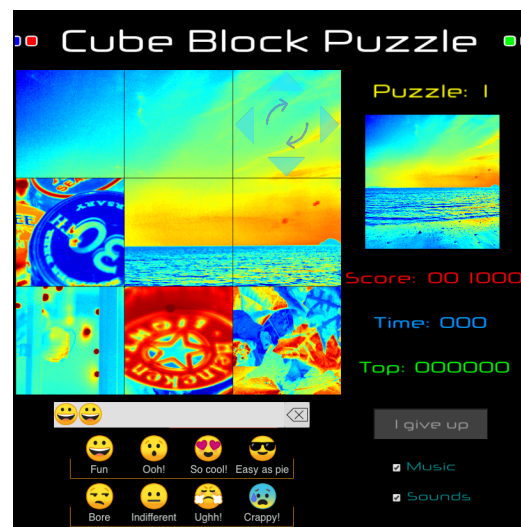 Cube Block Puzzle
Puzzle: 1
Score: 00 1000
Time: 000
Top: 000000
I give up
Music
Sounds
Fun Ooh! So cool! Easy as pie
Bore Indifferent Ughh! Crappy!